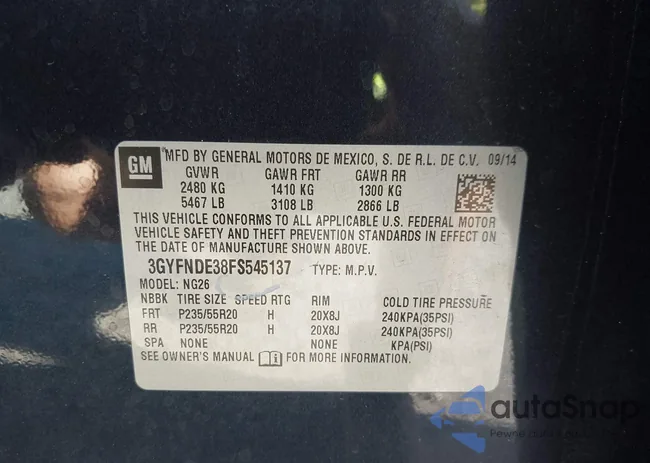 GM MFD BY GENERAL MOTORS DE MEXICO, S. DE R.L. DE C.V. 09/14
GVWR GAWR FRT GAWR RR
2480 KG 1410 KG 1300 KG
5467 LB 3108 LB 2866 LB
THIS VEHICLE CONFORMS TO ALL APPLICABLE U.S. FEDERAL MOTOR
VEHICLE SAFETY AND THEFT PREVENTION STANDARDS IN EFFECT ON
THE DATE OF MANUFACTURE SHOWN ABOVE.
3GYFNDE38FS545137 TYPE: M.P.V.
MODEL: NG26
NBBK TIRE SIZE SPEED RTG RIM COLD TIRE PRESSURE
FRT P235/55R20 H 20X8J 240KPA(35PSI)
RR P235/55R20 H 20X8J 240KPA(35PSI)
SPA NONE NONE KPA(PSI)
SEE OWNER'S MANUAL FOR MORE INFORMATION.
autoSnap